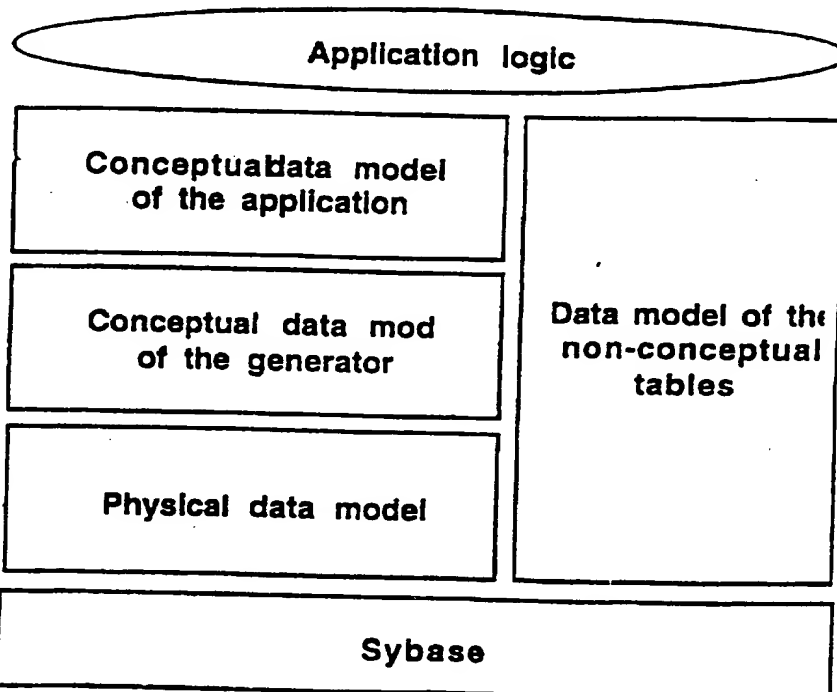 Application logic
Conceptualdata model
of the application
Conceptual data mod
of the generator
Physical data model
Data model of the
non-conceptual
tables
Sybase